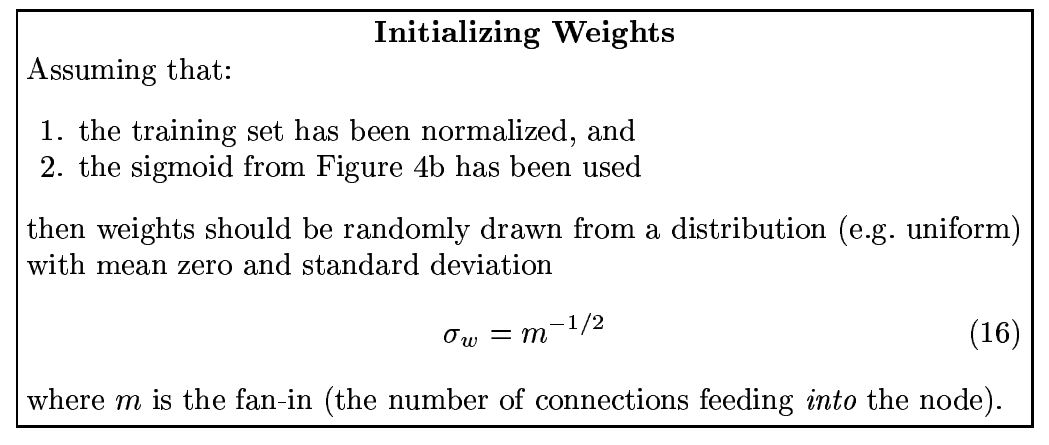 Initializing Weights
Assuming that:
1. the training set has been normalized, and
2. the sigmoid from Figure 4b has been used
then weights should be randomly drawn from a distribution (e.g. uniform)
with mean zero and standard deviation
σ_w = m^{-1/2} (16)
where m is the fan-in (the number of connections feeding into the node).